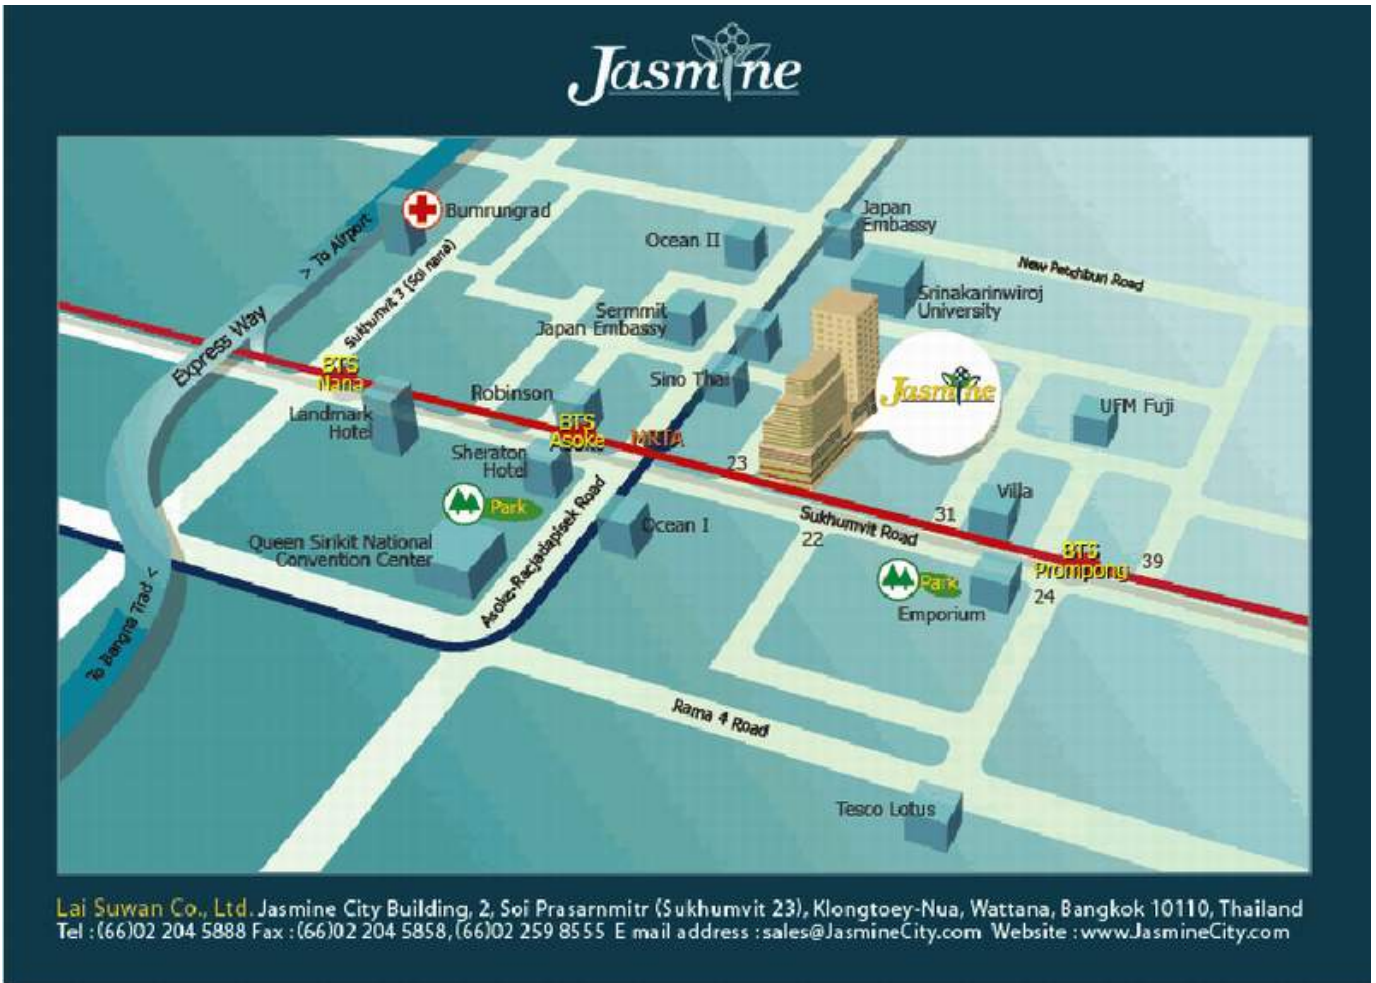 Jasmine
Bumrungrad
> To Airport
Sukhumvit 3 (Soi nana)
Express Way
Ocean II
Japan
Embassy
New Petchburi Road
Sermmit
Japan Embassy
Srinakarinwiroj
University
BTS
Nana
Landmark
Hotel
Robinson
Sino Thai
Jasmine
UFM Fuji
BTS
Asoke
MRTA
Sheraton
Hotel
23
Park
Asoke-Racjadapisek Road
Ocean I
Villa
31
Sukhumvit Road
22
Queen Sirikit National
Convention Center
BTS
Prompong
39
Park
24
Emporium
To Bangna Trad <
Rama 4 Road
Tesco Lotus
Lai Suwan Co., Ltd. Jasmine City Building, 2, Soi Prasarnmitr (Sukhumvit 23), Klongtoey-Nua, Wattana, Bangkok 10110, Thailand
Tel : (66)02 204 5888 Fax : (66)02 204 5858, (66)02 259 8555 E mail address : sales@JasmineCity.com Website : www.JasmineCity.com